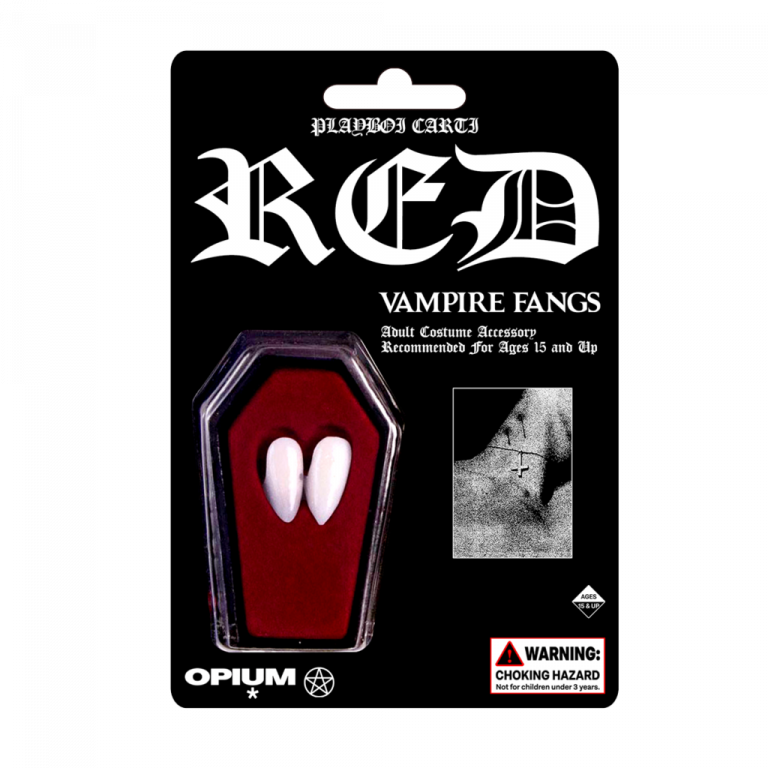 PLAYBOI CARTI
RED
VAMPIRE FANGS
Adult Costume Accessory
Recommended For Ages 15 and Up
AGES
15 & UP
WARNING:
CHOKING HAZARD
Not for children under 3 years.
OPIUM
*